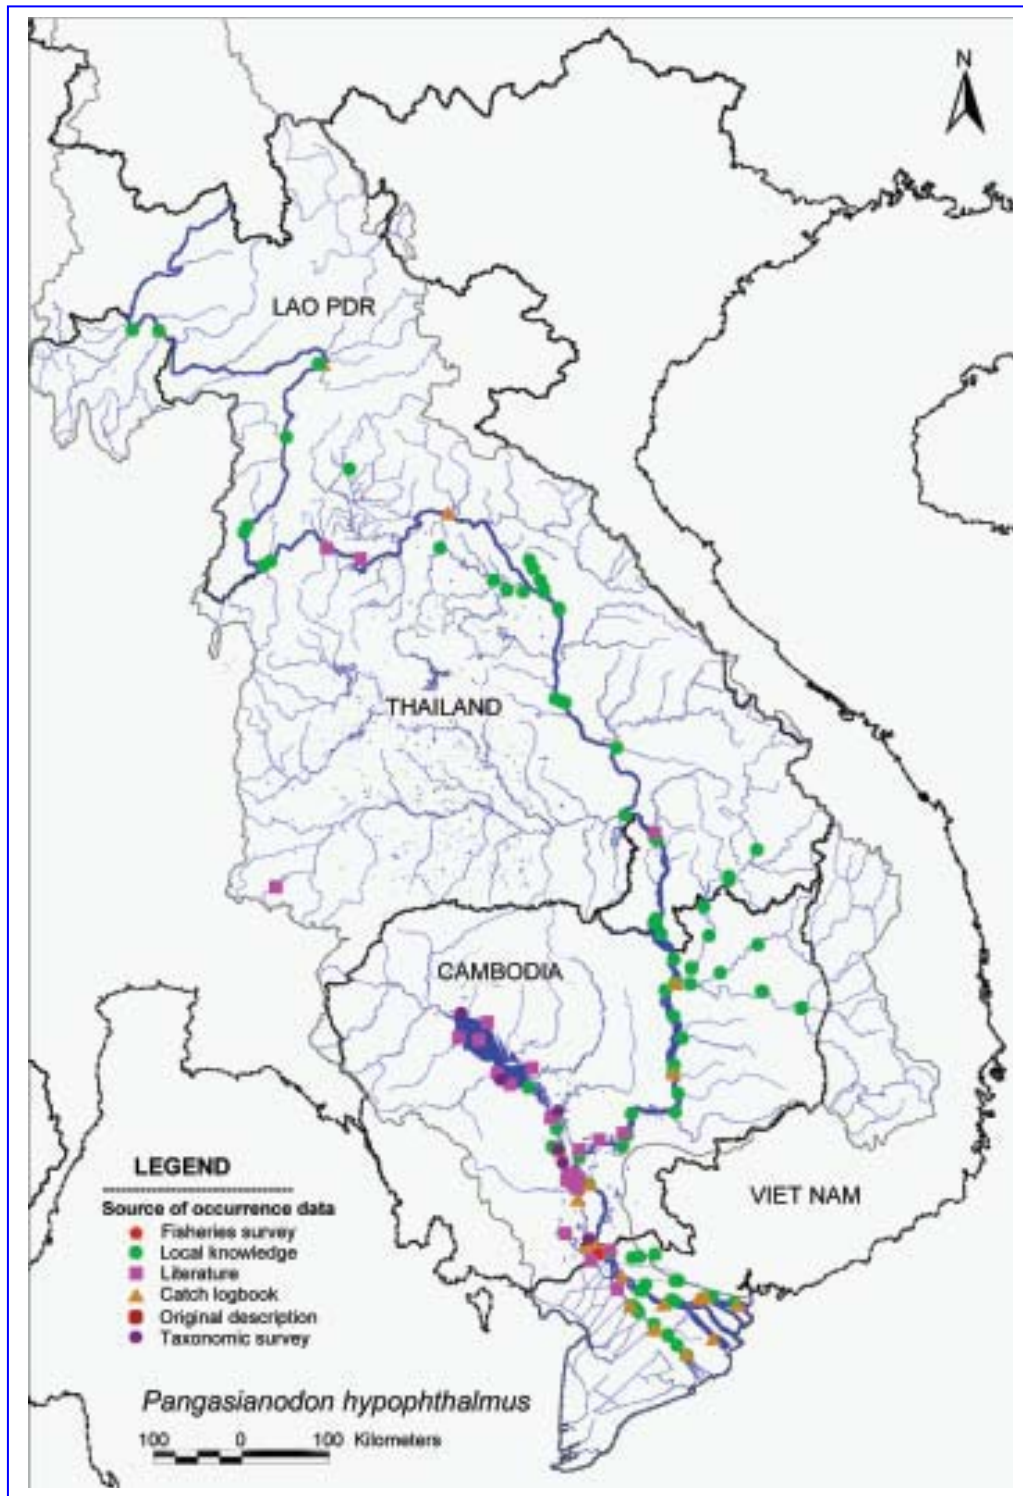 N
LAO PDR
THAILAND
CAMBODIA
VIET NAM
LEGEND
Source of occurrence data
Fisheries survey
Local knowledge
Literature
Catch logbook
Original description
Taxonomic survey
Pangasianodon hypophthalmus
100 0 100 Kilometers